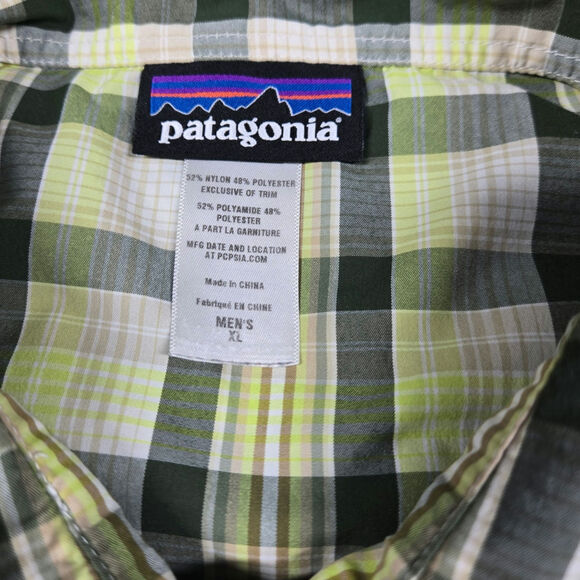 patagonia
52% NYLON 48% POLYESTER
EXCLUSIVE OF TRIM
52% POLYAMIDE 48%
POLYESTER
A PART LA GARNITURE
MFG DATE AND LOCATION
AT PCPSIA.COM
Made in CHINA
Fabriqué EN CHINE
MEN'S
XL